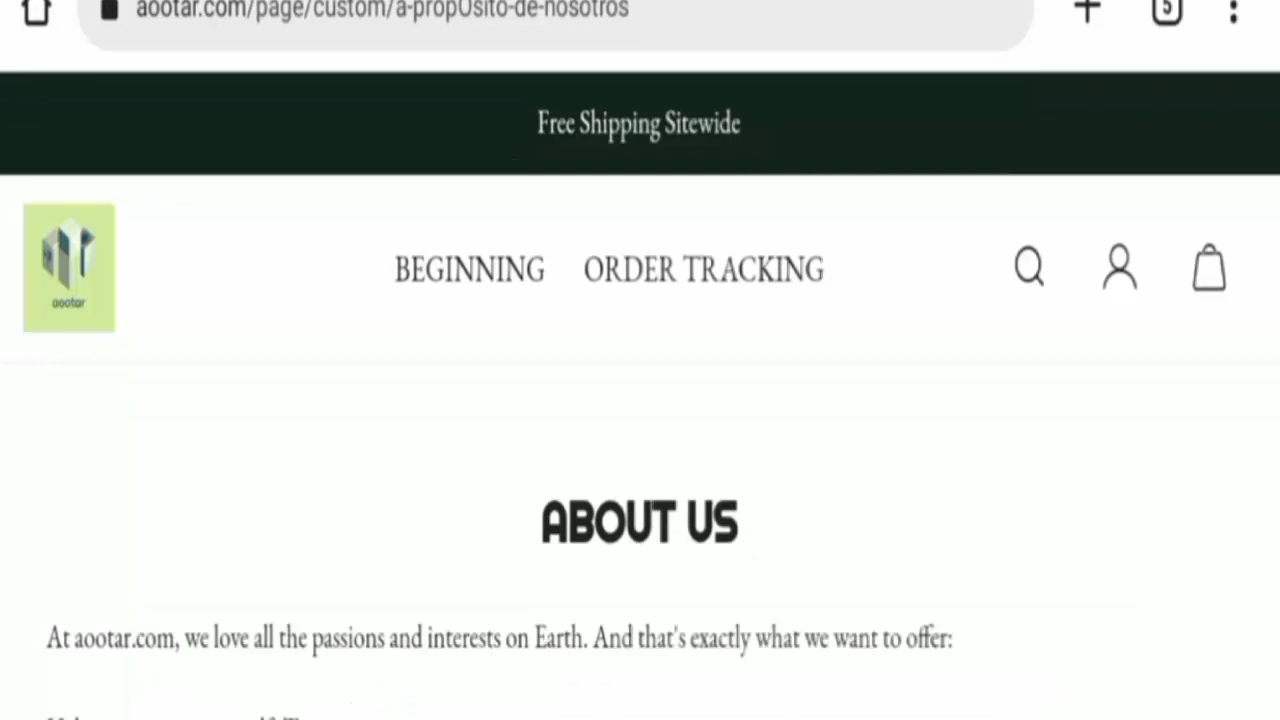 aootar.com/page/custom/a-propOsito-de-nosotros
5
Free Shipping Sitewide
aootar
BEGINNING ORDER TRACKING
ABOUT US
At aootar.com, we love all the passions and interests on Earth. And that's exactly what we want to offer: